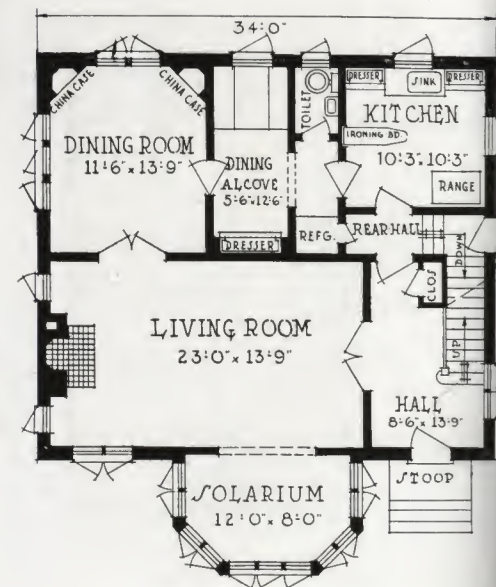 34'-0"
CHINA CASE
CHINA CASE
DINING ROOM
11'-6" x 13'-9"
DINING
ALCOVE
5'-6" x 12'-6"
DRESSER
TOILET
DRESSER
SINK
DRESSER
KITCHEN
IRONING BD.
10'-3" x 10'-3"
RANGE
REFG.
REAR HALL
DOWN
CLOS
UP
LIVING ROOM
23'-0" x 13'-9"
HALL
8'-6" x 13'-9"
STOOP
SOLARIUM
12'-0" x 8'-0"